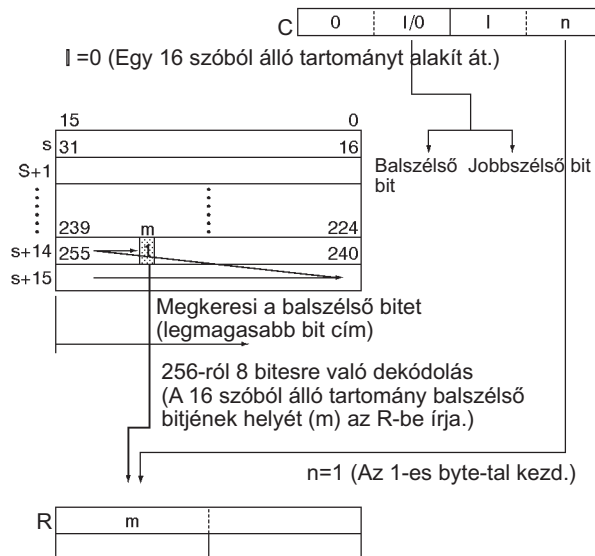 C 0 I/0 I n
I =0 (Egy 16 szóból álló tartományt alakít át.)
15 0
s 31 16
S+1
Balszélső bit
Jobbszélső bit
239 m 224
s+14 255 1 240
s+15
Megkeresi a balszélső bitet
(legmagasabb bit cím)
256-ról 8 bitesre való dekódolás
(A 16 szóból álló tartomány balszélső
bitjének helyét (m) az R-be írja.)
n=1 (Az 1-es byte-tal kezd.)
R m